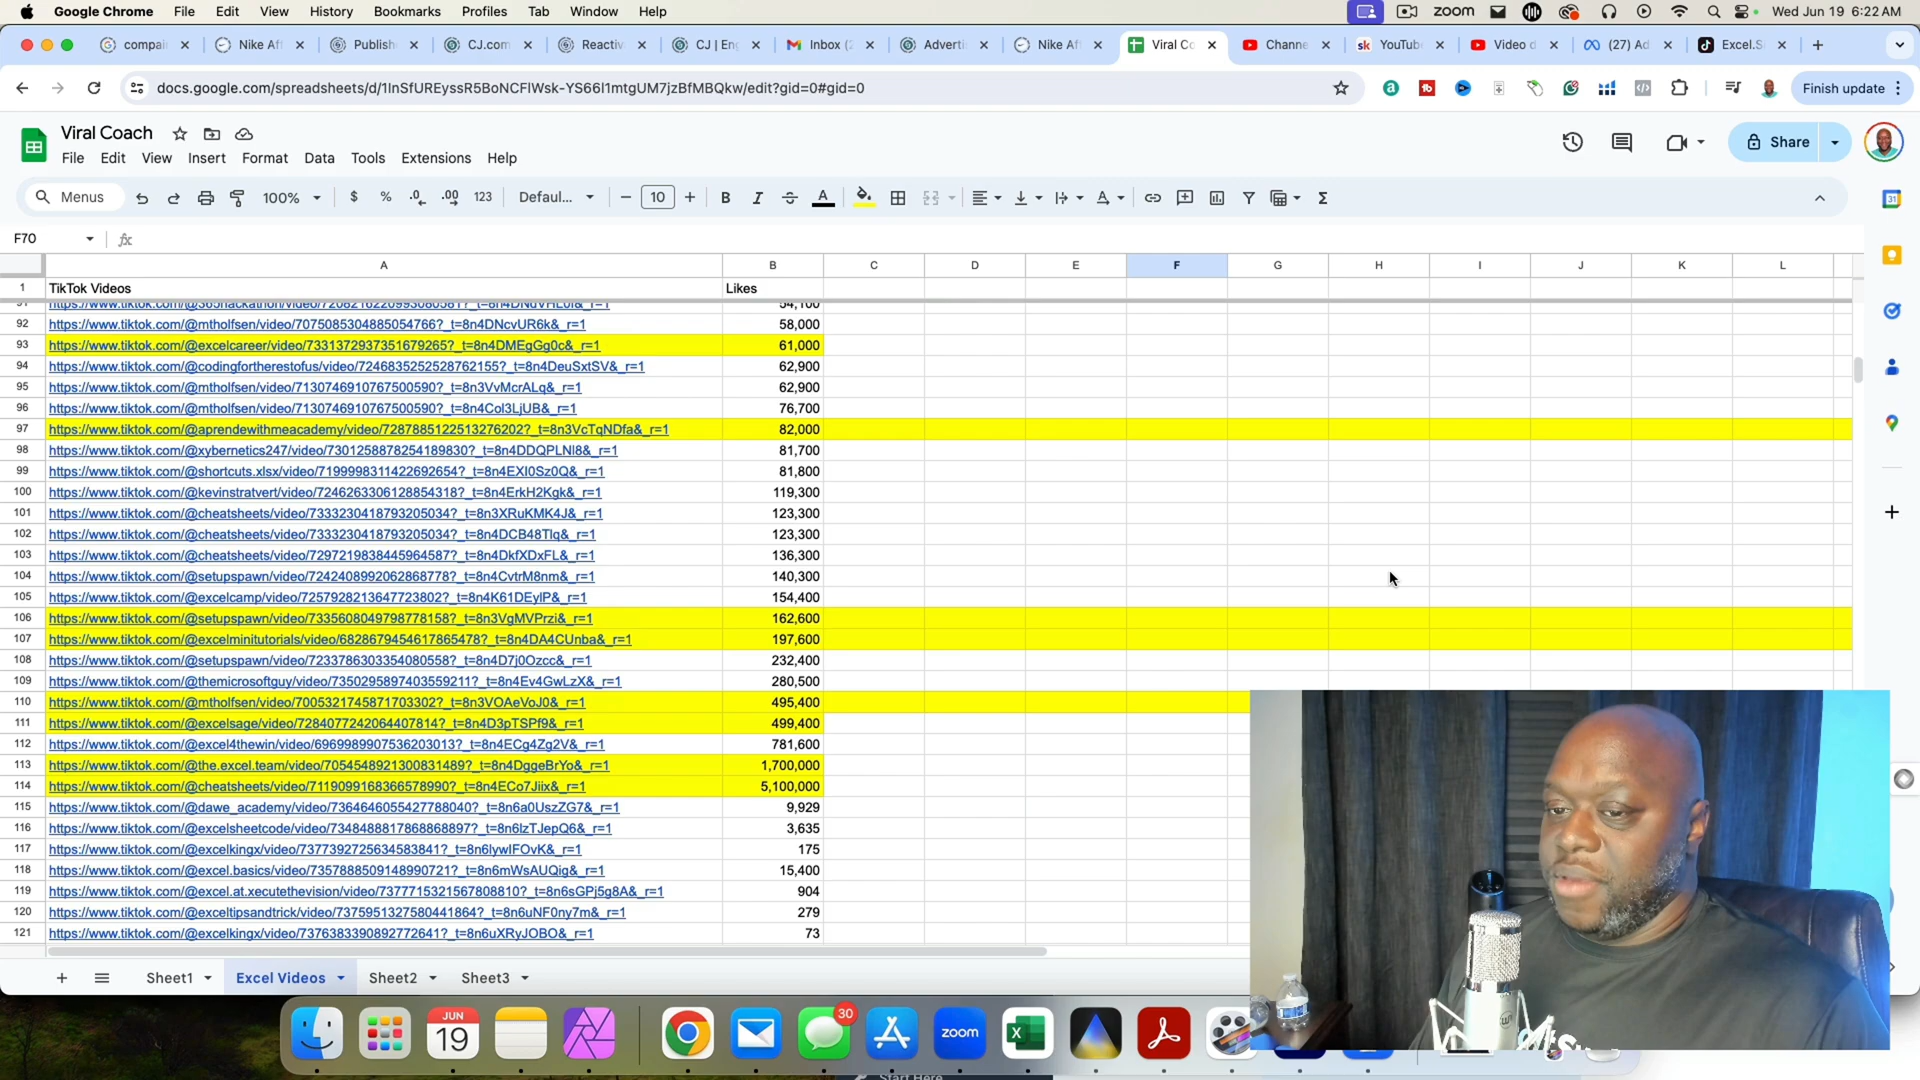 Google Chrome File Edit View History Bookmarks Profiles Tab Window Help zoom Wed Jun 19 6:22 AM
compai Nike Af Publish CJ.com Reactiv CJ | En Inbox (2 Adverti Nike Af Viral Co Channe sk YouTub Video d (27) Ad Excel.S
docs.google.com/spreadsheets/d/1InSfUREyssR5BoNCFlWsk-YS66l1mtgUM7jzBfMBQkw/edit?gid=0#gid=0 Finish update
Viral Coach
Share
File Edit View Insert Format Data Tools Extensions Help
Menus 100% $ % .0 .00 123 Defaul... 10 B I A
F70 fx
A B C D E F G H I J K L
1 TikTok Videos Likes
92 https://www.tiktok.com/@mtholfsen/video/7075085304885054766?_t=8n4DNcvUR6k&_r=1 58,000
93 https://www.tiktok.com/@excelcareer/video/7331372937351679265?_t=8n4DMEgGg0c&_r=1 61,000
94 https://www.tiktok.com/@codingfortherestofus/video/7246835252528762155?_t=8n4DeuSxtSV&_r=1 62,900
95 https://www.tiktok.com/@mtholfsen/video/7130746910767500590?_t=8n3VvMcrALq&_r=1 62,900
96 https://www.tiktok.com/@mtholfsen/video/7130746910767500590?_t=8n4Col3LjUB&_r=1 76,700
97 https://www.tiktok.com/@aprendewithmeacademy/video/7287885122513276202?_t=8n3VcTqNDfa&_r=1 82,000
98 https://www.tiktok.com/@xybernetics247/video/7301258878254189830?_t=8n4DDQPLNI8&_r=1 81,700
99 https://www.tiktok.com/@shortcuts.xlsx/video/7199983114226926​54?_t=8n4EXI0Sz0Q&_r=1 81,800
100 https://www.tiktok.com/@kevinstratvert/video/7246263306128854318?_t=8n4ErkH2Kgk&_r=1 119,300
101 https://www.tiktok.com/@cheatsheets/video/7333230418793205034?_t=8n3XRuKMK4J&_r=1 123,300
102 https://www.tiktok.com/@cheatsheets/video/7333230418793205034?_t=8n4DCB48Tlq&_r=1 123,300
103 https://www.tiktok.com/@cheatsheets/video/7297219838445964587?_t=8n4DkfXDxFL&_r=1 136,300
104 https://www.tiktok.com/@setupspawn/video/7242408992062868778?_t=8n4CvtrM8nm&_r=1 140,300
105 https://www.tiktok.com/@excelcamp/video/7257928213647723802?_t=8n4K61DEylP&_r=1 154,400
106 https://www.tiktok.com/@setupspawn/video/7335608049798778158?_t=8n3VgMVPrzi&_r=1 162,600
107 https://www.tiktok.com/@excelminitutorials/video/6828679454617865478?_t=8n4DA4CUnba&_r=1 197,600
108 https://www.tiktok.com/@setupspawn/video/7233786303354080558?_t=8n4D7j0Ozcc&_r=1 232,400
109 https://www.tiktok.com/@themicrosoftguy/video/7350295897403559211?_t=8n4Ev4GwLzX&_r=1 280,500
110 https://www.tiktok.com/@mtholfsen/video/7005321745871703302?_t=8n3VOAeVoJ0&_r=1 495,400
111 https://www.tiktok.com/@excelsage/video/7284077242064407814?_t=8n4D3pTSPf9&_r=1 499,400
112 https://www.tiktok.com/@excel4thewin/video/6969989907536203013?_t=8n4ECg4Zg2V&_r=1 781,600
113 https://www.tiktok.com/@the.excel.team/video/7054548921300831489?_t=8n4DggeBrYo&_r=1 1,700,000
114 https://www.tiktok.com/@cheatsheets/video/7119099168366578990?_t=8n4ECo7Jiix&_r=1 5,100,000
115 https://www.tiktok.com/@dawe_academy/video/7364646055427788040?_t=8n6a0UszZG7&_r=1 9,929
116 https://www.tiktok.com/@excelsheetcode/video/7348488817868868897?_t=8n6lzTJepQ6&_r=1 3,635
117 https://www.tiktok.com/@excelkingx/video/7377392725634583841?_t=8n6lywIFOvK&_r=1 175
118 https://www.tiktok.com/@excel.basics/video/7357888509148990721?_t=8n6mWsAUQig&_r=1 15,400
119 https://www.tiktok.com/@excel.at.xecutethevision/video/7377715321567808810?_t=8n6sGPj5g8A&_r=1 904
120 https://www.tiktok.com/@exceltipsandtrick/video/7375951327580441864?_t=8n6uNF0ny7m&_r=1 279
121 https://www.tiktok.com/@excelkingx/video/7376383390892772641?_t=8n6uXRyJOBO&_r=1 73
Sheet1 Excel Videos Sheet2 Sheet3
JUN 19 30 zoom
Start Here